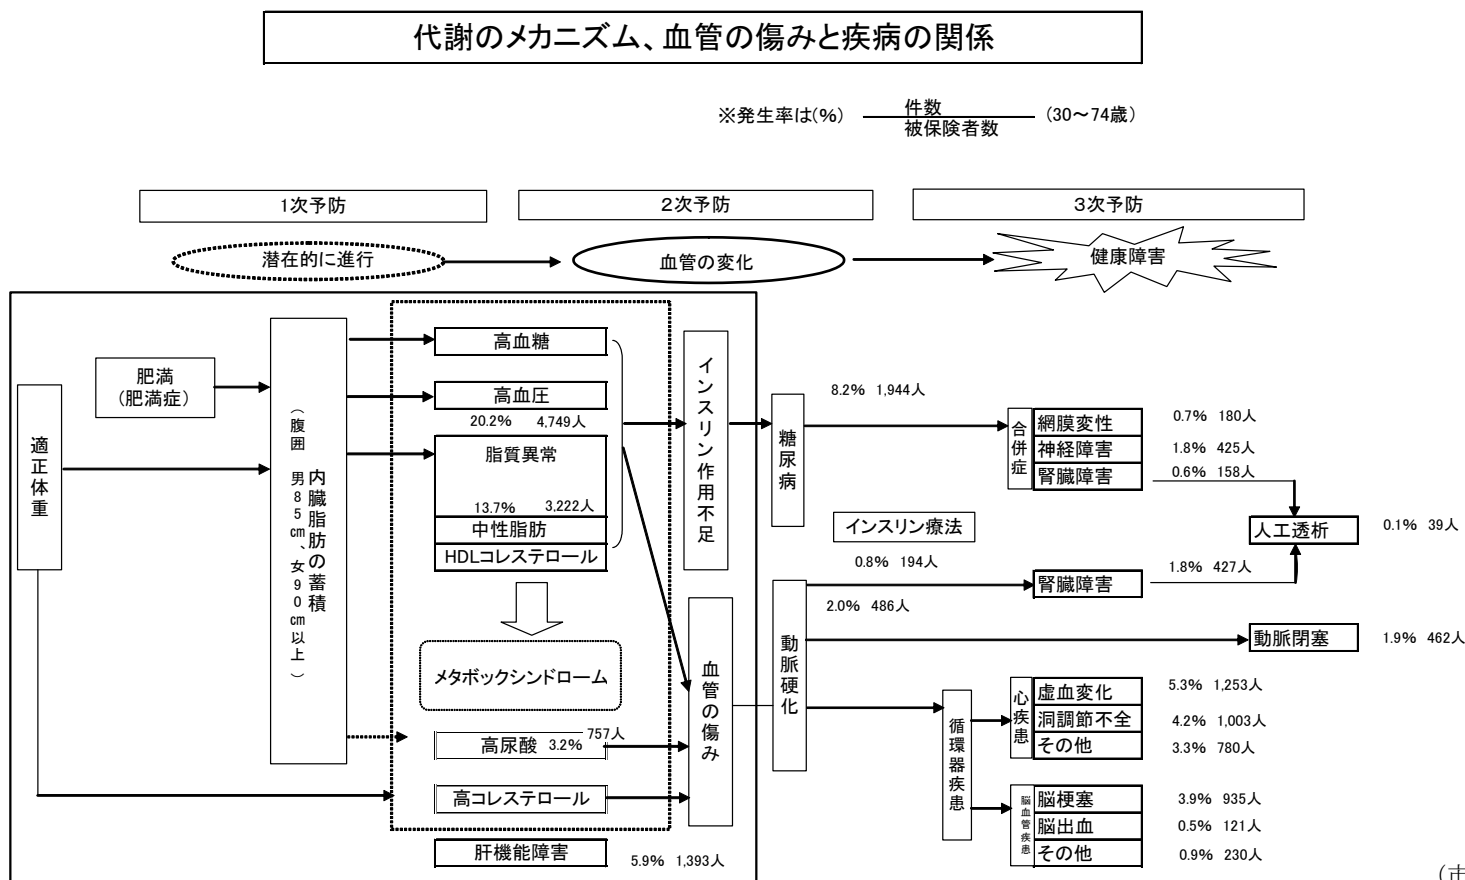 代謝のメカニズム、血管の傷みと疾病の関係
※発生率は(%) 件数
被保険者数
(30～74歳)
1次予防
2次予防
3次予防
潜在的に進行
血管の変化
健康障害
適正体重
肥満
(肥満症)
内臓脂肪の蓄積
(腹囲 男85cm、女90cm以上)
高血糖
高血圧
20.2% 4,749人
脂質異常
13.7% 3,222人
中性脂肪
HDLコレステロール
メタボックシンドローム
高尿酸 3.2% 757人
高コレステロール
肝機能障害
5.9% 1,393人
インスリン作用不足
血管の傷み
糖尿病
8.2% 1,944人
インスリン療法
0.8% 194人
動脈硬化
2.0% 486人
合併症
網膜変性
0.7% 180人
神経障害
1.8% 425人
腎臓障害
0.6% 158人
人工透析
0.1% 39人
腎臓障害
1.8% 427人
動脈閉塞
1.9% 462人
循環器疾患
心疾患
虚血変化
5.3% 1,253人
洞調節不全
4.2% 1,003人
その他
3.3% 780人
脳血管疾患
脳梗塞
3.9% 935人
脳出血
0.5% 121人
その他
0.9% 230人